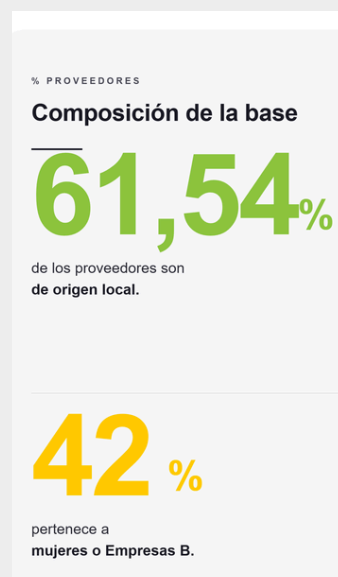 % PROVEEDORES
Composición de la base
61,54%
de los proveedores son
de origen local.
42 %
pertenece a
mujeres o Empresas B.